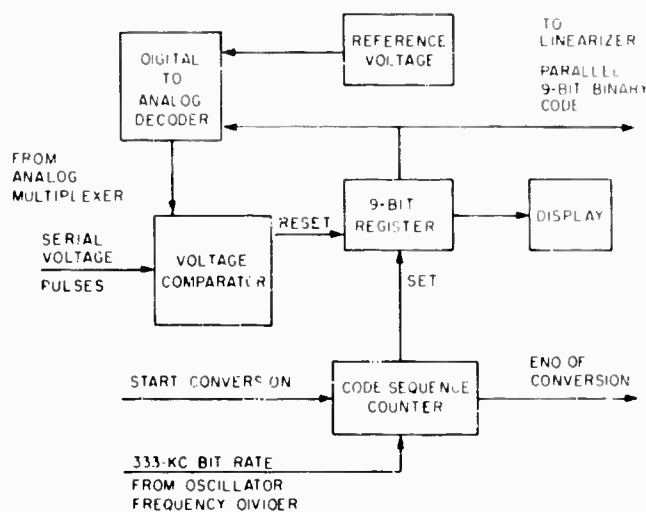 DIGITAL
TO
ANALOG
DECODER
REFERENCE
VOLTAGE
TO
LINEARIZER
PARALLEL
9-BIT BINARY
CODE
FROM
ANALOG
MULTIPLEXER
SERIAL
VOLTAGE
PULSES
VOLTAGE
COMPARATOR
RESET
9-BIT
REGISTER
DISPLAY
SET
START CONVERSION
CODE SEQUENCE
COUNTER
END OF
CONVERSION
333-KC BIT RATE
FROM OSCILLATOR
FREQUENCY DIVIDER